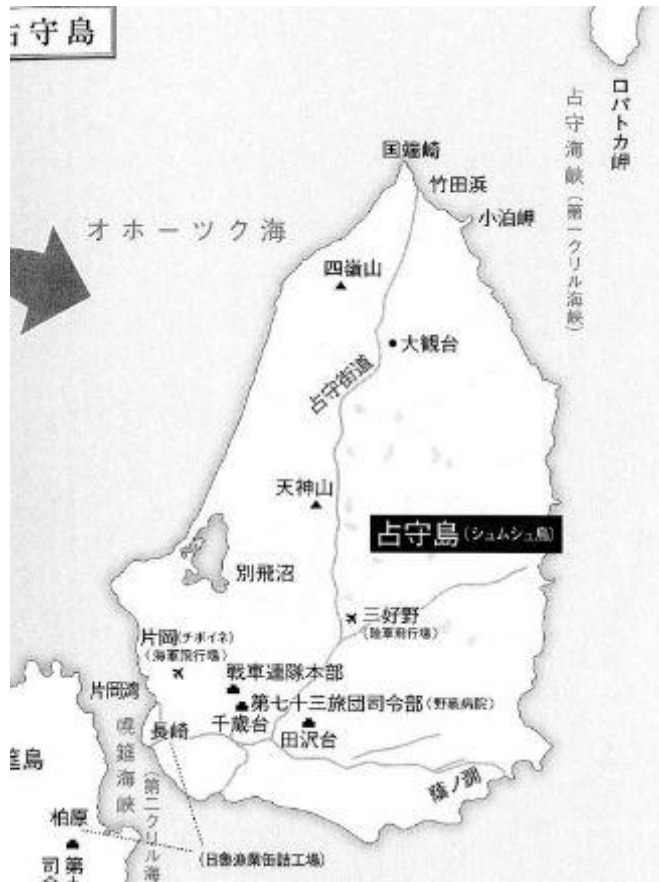 占守島
ロパトカ岬
占守海峡(第一クリル海峡)
国端崎
竹田浜
小泊岬
オホーツク海
四嶺山
大観台
占守街道
天神山
占守島(シュムシュ島)
別飛沼
三好野
(陸軍飛行場)
片岡(チボイネ)
(海軍飛行場)
戦車連隊本部
片岡湾
第七十三旅団司令部(野戦病院)
千歳台
長崎
田沢台
幌筵海峡
(第二クリル海
筵島
柏原
(日魯漁業缶詰工場)
第
司令